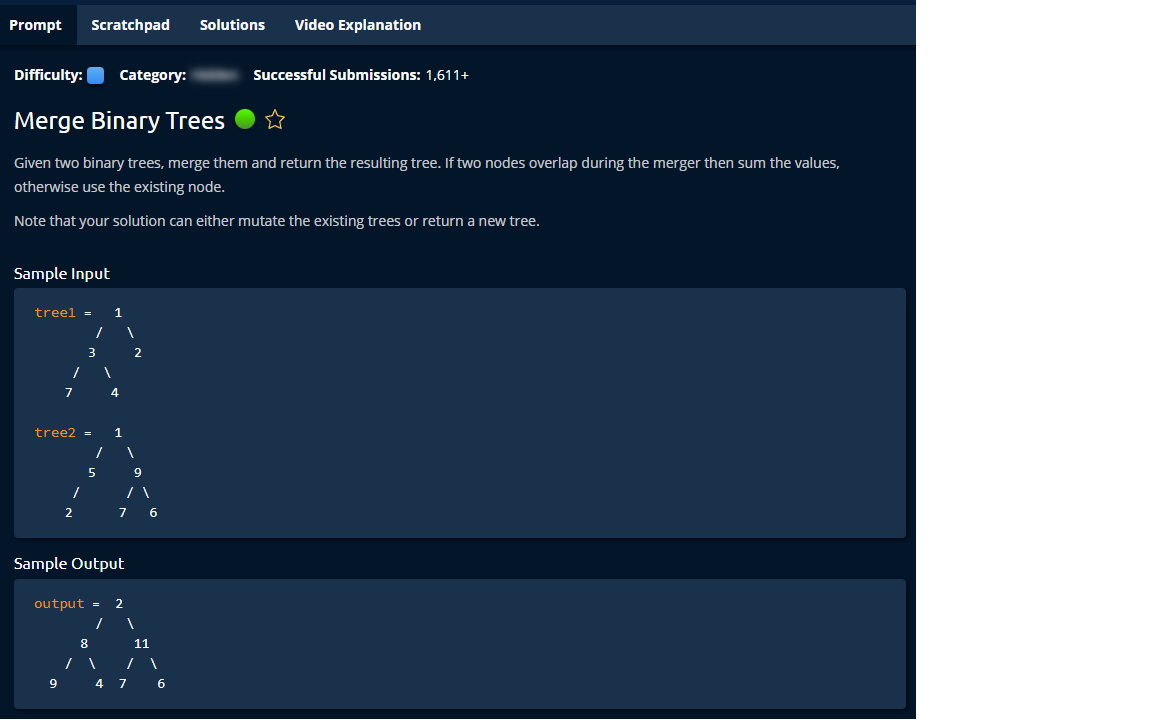 Prompt Scratchpad Solutions Video Explanation
Difficulty: Category: Successful Submissions: 1,611+
Merge Binary Trees
Given two binary trees, merge them and return the resulting tree. If two nodes overlap during the merger then sum the values,
otherwise use the existing node.
Note that your solution can either mutate the existing trees or return a new tree.
Sample Input
tree1 =   1
        /   \
       3     2
     /   \
    7     4
tree2 =   1
        /   \
       5     9
     /      / \
    2      7   6
Sample Output
output =  2
        /   \
      8      11
    /  \    /  \
  9     4  7    6